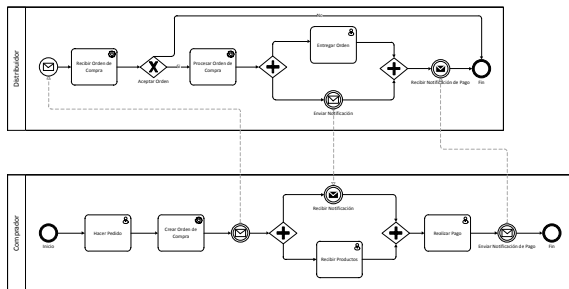 Distribuidor
No
Recibir Orden de
Compra
Aceptar Orden
Si
Procesar Orden de
Compra
Entregar Orden
Enviar Notificación
Recibir Notificación de Pago
Fin
Comprador
Inicio
Hacer Pedido
Crear Orden de
Compra
Recibir Notificación
Recibir Productos
Realizar Pago
Enviar Notificación de Pago
Fin